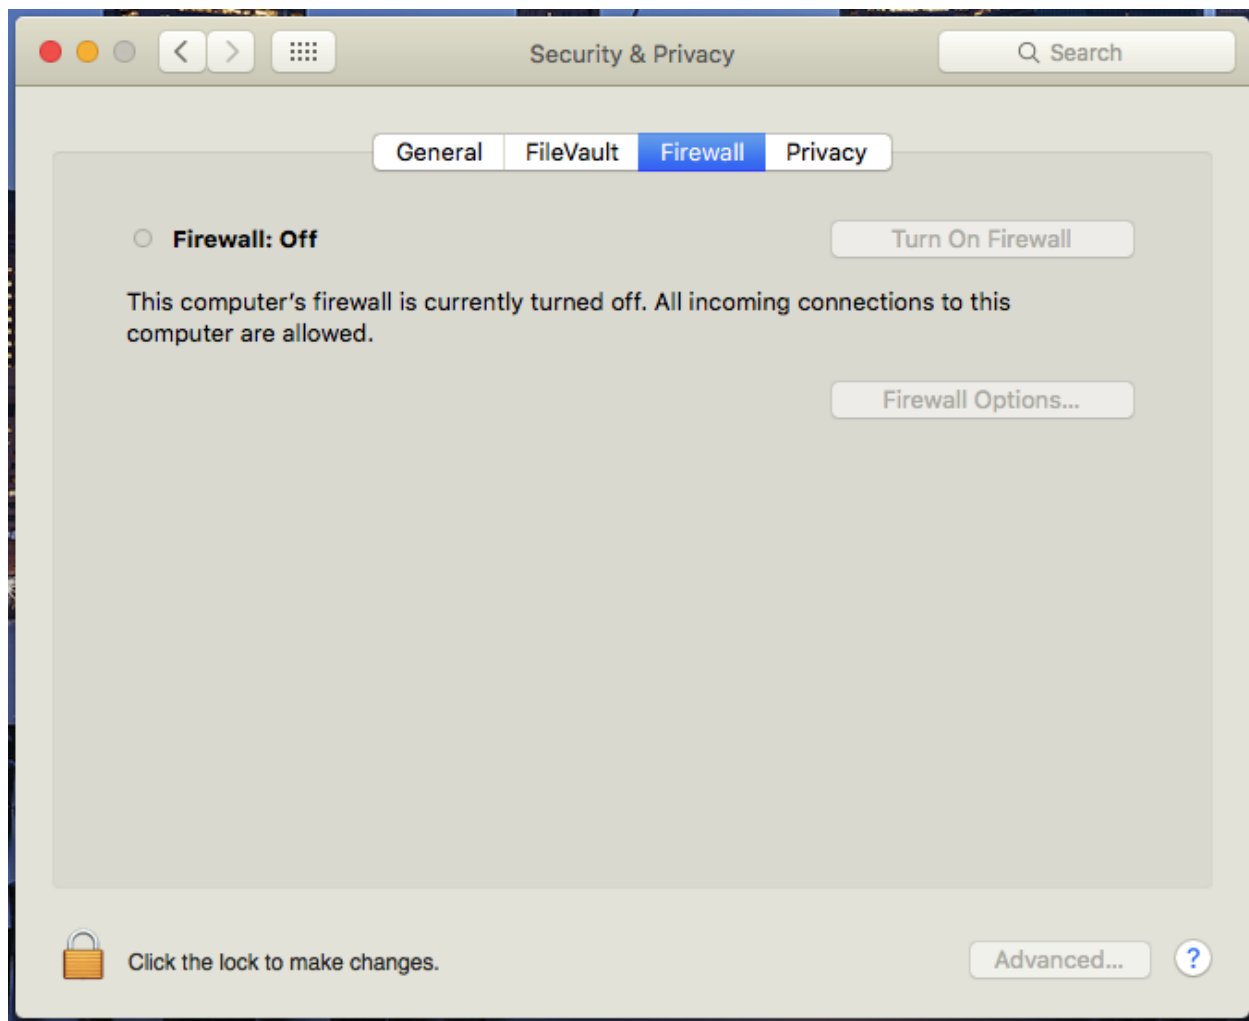 Security & Privacy
Search
General
FileVault
Firewall
Privacy
Firewall: Off
Turn On Firewall
This computer's firewall is currently turned off. All incoming connections to this
computer are allowed.
Firewall Options...
Click the lock to make changes.
Advanced...
?